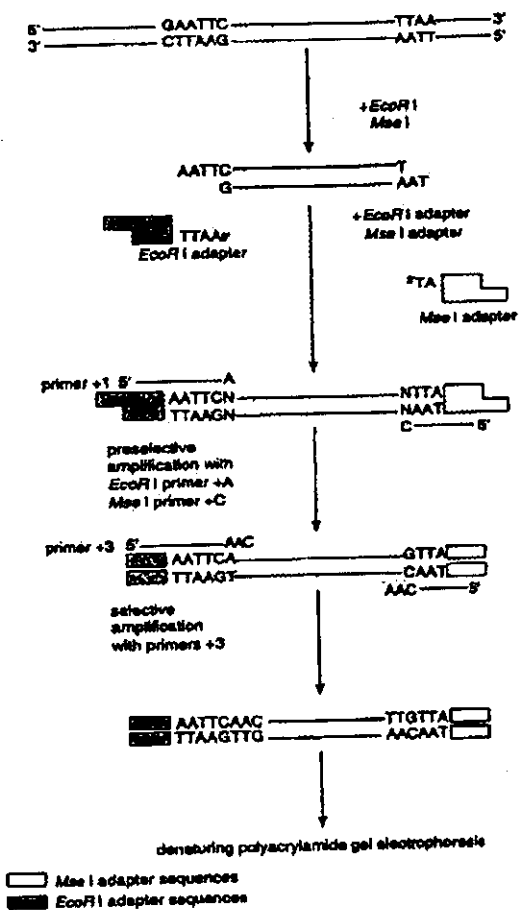 5' GAATTC TTAA 3'
3' CTTAAG AATT 5'
+EcoR I
Mse I
AATTC T
G AAT
+EcoR I adapter
Mse I adapter
TTAA
EcoR I adapter
TA
Mse I adapter
primer +1 5' A
AATTCN NTTA
TTAAGN NAAT
C 5'
preselective
amplification with
EcoR I primer +A
Mse I primer +C
primer +3 5' AAC
AATTCA GTTA
TTAAGT CAAT
AAC 5'
selective
amplification
with primers +3
AATTCAAC TTGTTA
TTAAGTTG AACAAT
denaturing polyacrylamide gel electrophoresis
Mse I adapter sequences
EcoR I adapter sequences